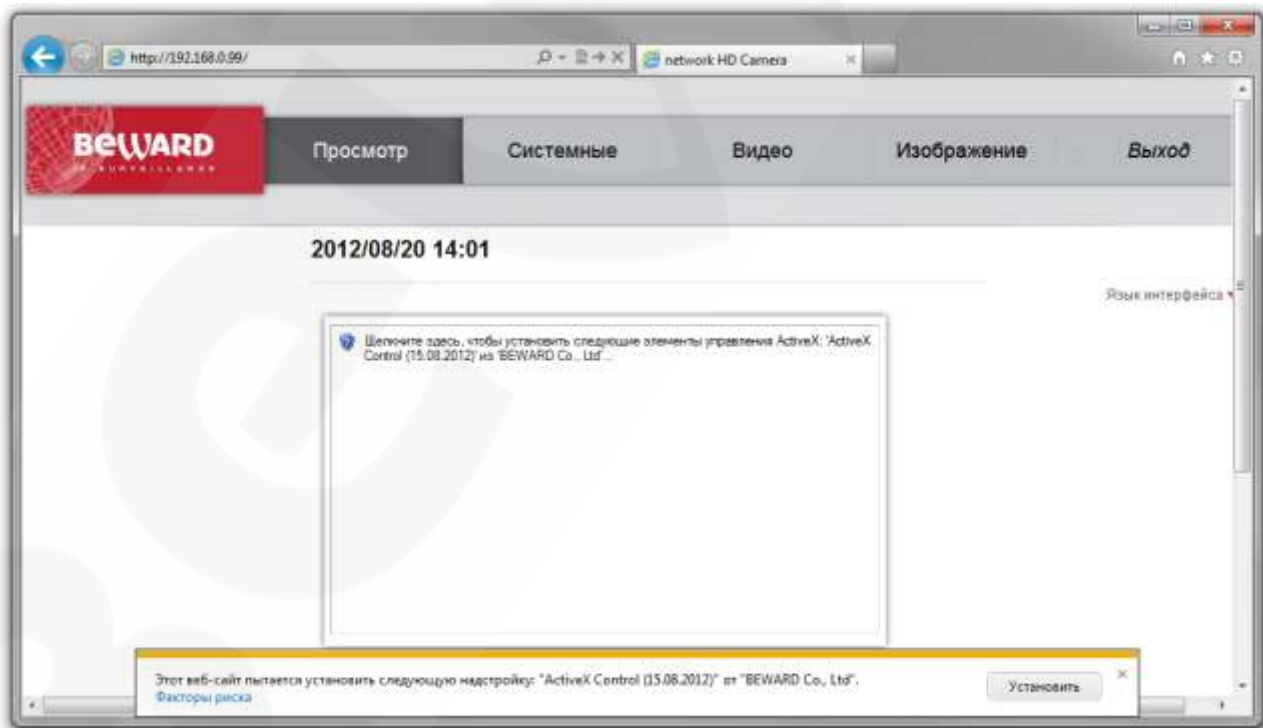 http://192.168.0.99/
network HD Camera
BEWARD
IP SURVEILLANCE
Просмотр
Системные
Видео
Изображение
Выход
2012/08/20 14:01
Язык интерфейса
Щелкните здесь, чтобы установить следующие элементы управления ActiveX: 'ActiveX
Control (15.08.2012)' из 'BEWARD Co., Ltd'...
Этот веб-сайт пытается установить следующую надстройку: "ActiveX Control (15.08.2012)" от "BEWARD Co., Ltd".
Факторы риска
Установить